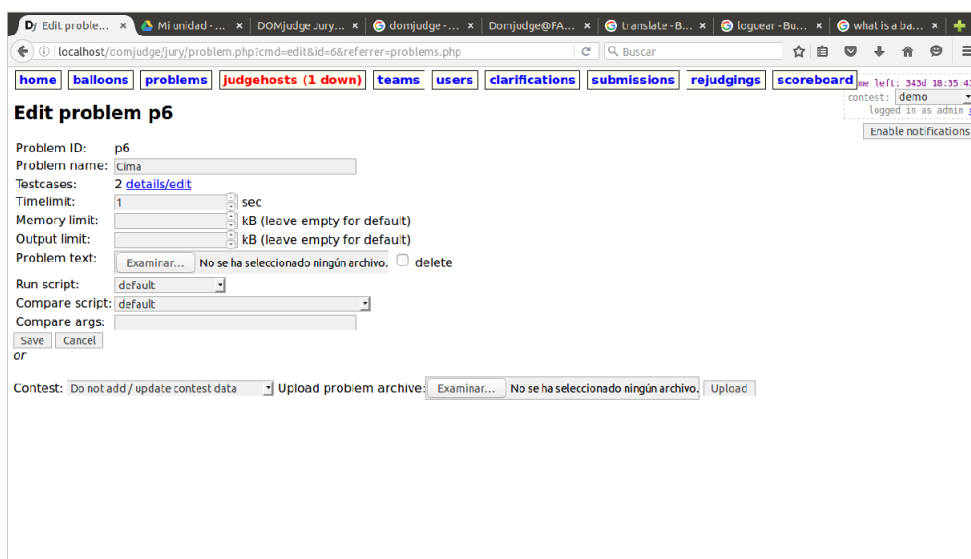 Dj Edit proble... × Mi unidad - ... × DOMjudge Jury... × domjudge - ... × Domjudge@FA... × translate - B... × loguear - Bu... × what is a ba... ×
localhost/domjudge/jury/problem.php?cmd=edit&id=6&referrer=problems.php Buscar
home balloons problems judgehosts (1 down) teams users clarifications submissions rejudgings scoreboard
me left: 343d 18:35:41
contest: demo
logged in as admin
Enable notifications
Edit problem p6
Problem ID: p6
Problem name: Cima
Testcases: 2 details/edit
Timelimit: 1 sec
Memory limit: kB (leave empty for default)
Output limit: kB (leave empty for default)
Problem text: Examinar... No se ha seleccionado ningún archivo. delete
Run script: default
Compare script: default
Compare args:
Save Cancel
or
Contest: Do not add / update contest data Upload problem archive: Examinar... No se ha seleccionado ningún archivo. Upload